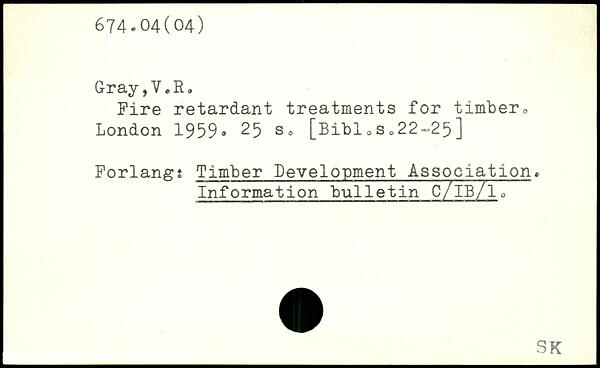 674.04(04)
Gray,V.R.
Fire retardant treatments for timber.
London 1959. 25 s. [Bibl.s.22-25]
Forlang: Timber Development Association.
Information bulletin C/IB/1.
SK